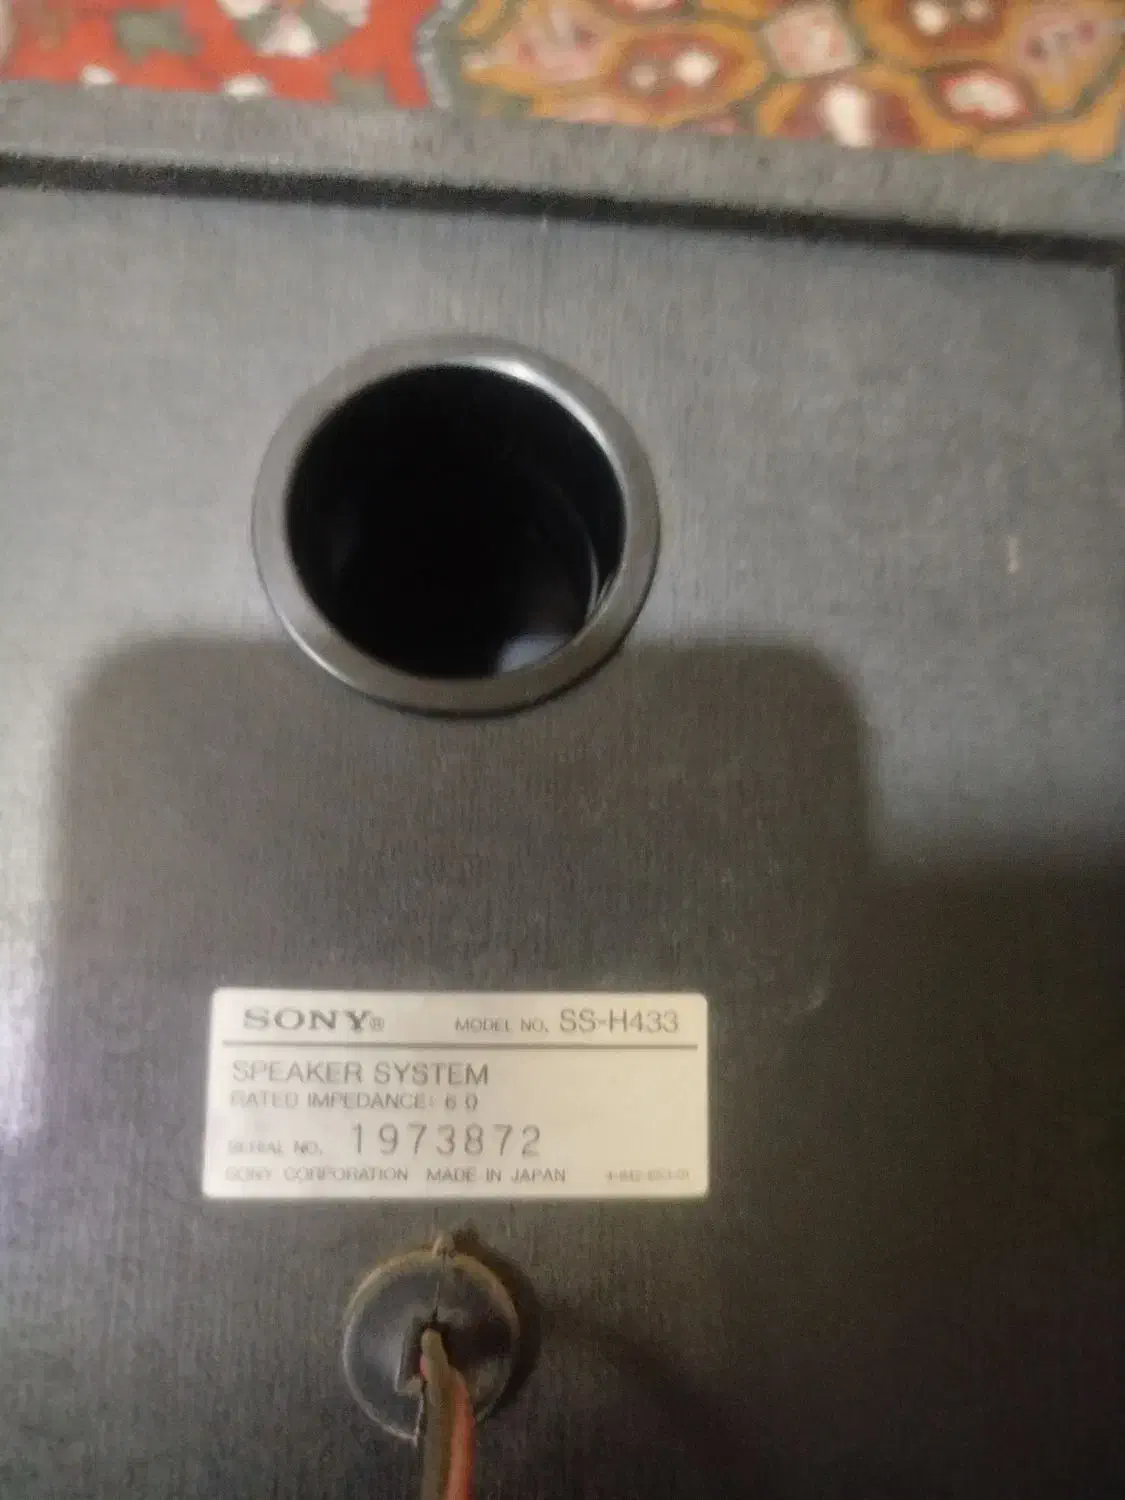 SONY® MODEL NO. SS-H433
SPEAKER SYSTEM
RATED IMPEDANCE: 6 Ω
SERIAL NO. 1973872
SONY CORPORATION MADE IN JAPAN